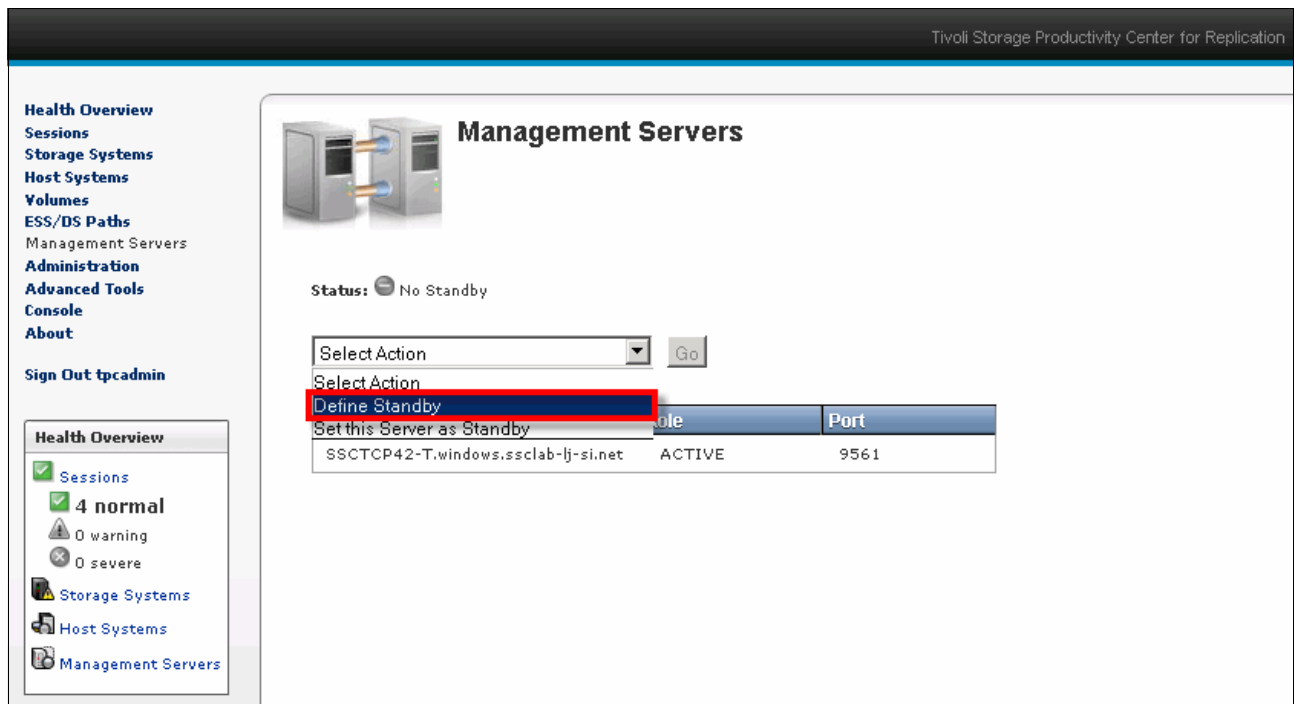 Tivoli Storage Productivity Center for Replication
Health Overview
Sessions
Storage Systems
Host Systems
Volumes
ESS/DS Paths
Management Servers
Administration
Advanced Tools
Console
About
Sign Out tpcadmin
Health Overview
Sessions
4 normal
0 warning
0 severe
Storage Systems
Host Systems
Management Servers
Management Servers
Status: No Standby
Select Action Go
Select Action
Define Standby
Set this Server as Standby
Port
SSCTCP42-T.windows.ssclab-lj-si.net ACTIVE 9561